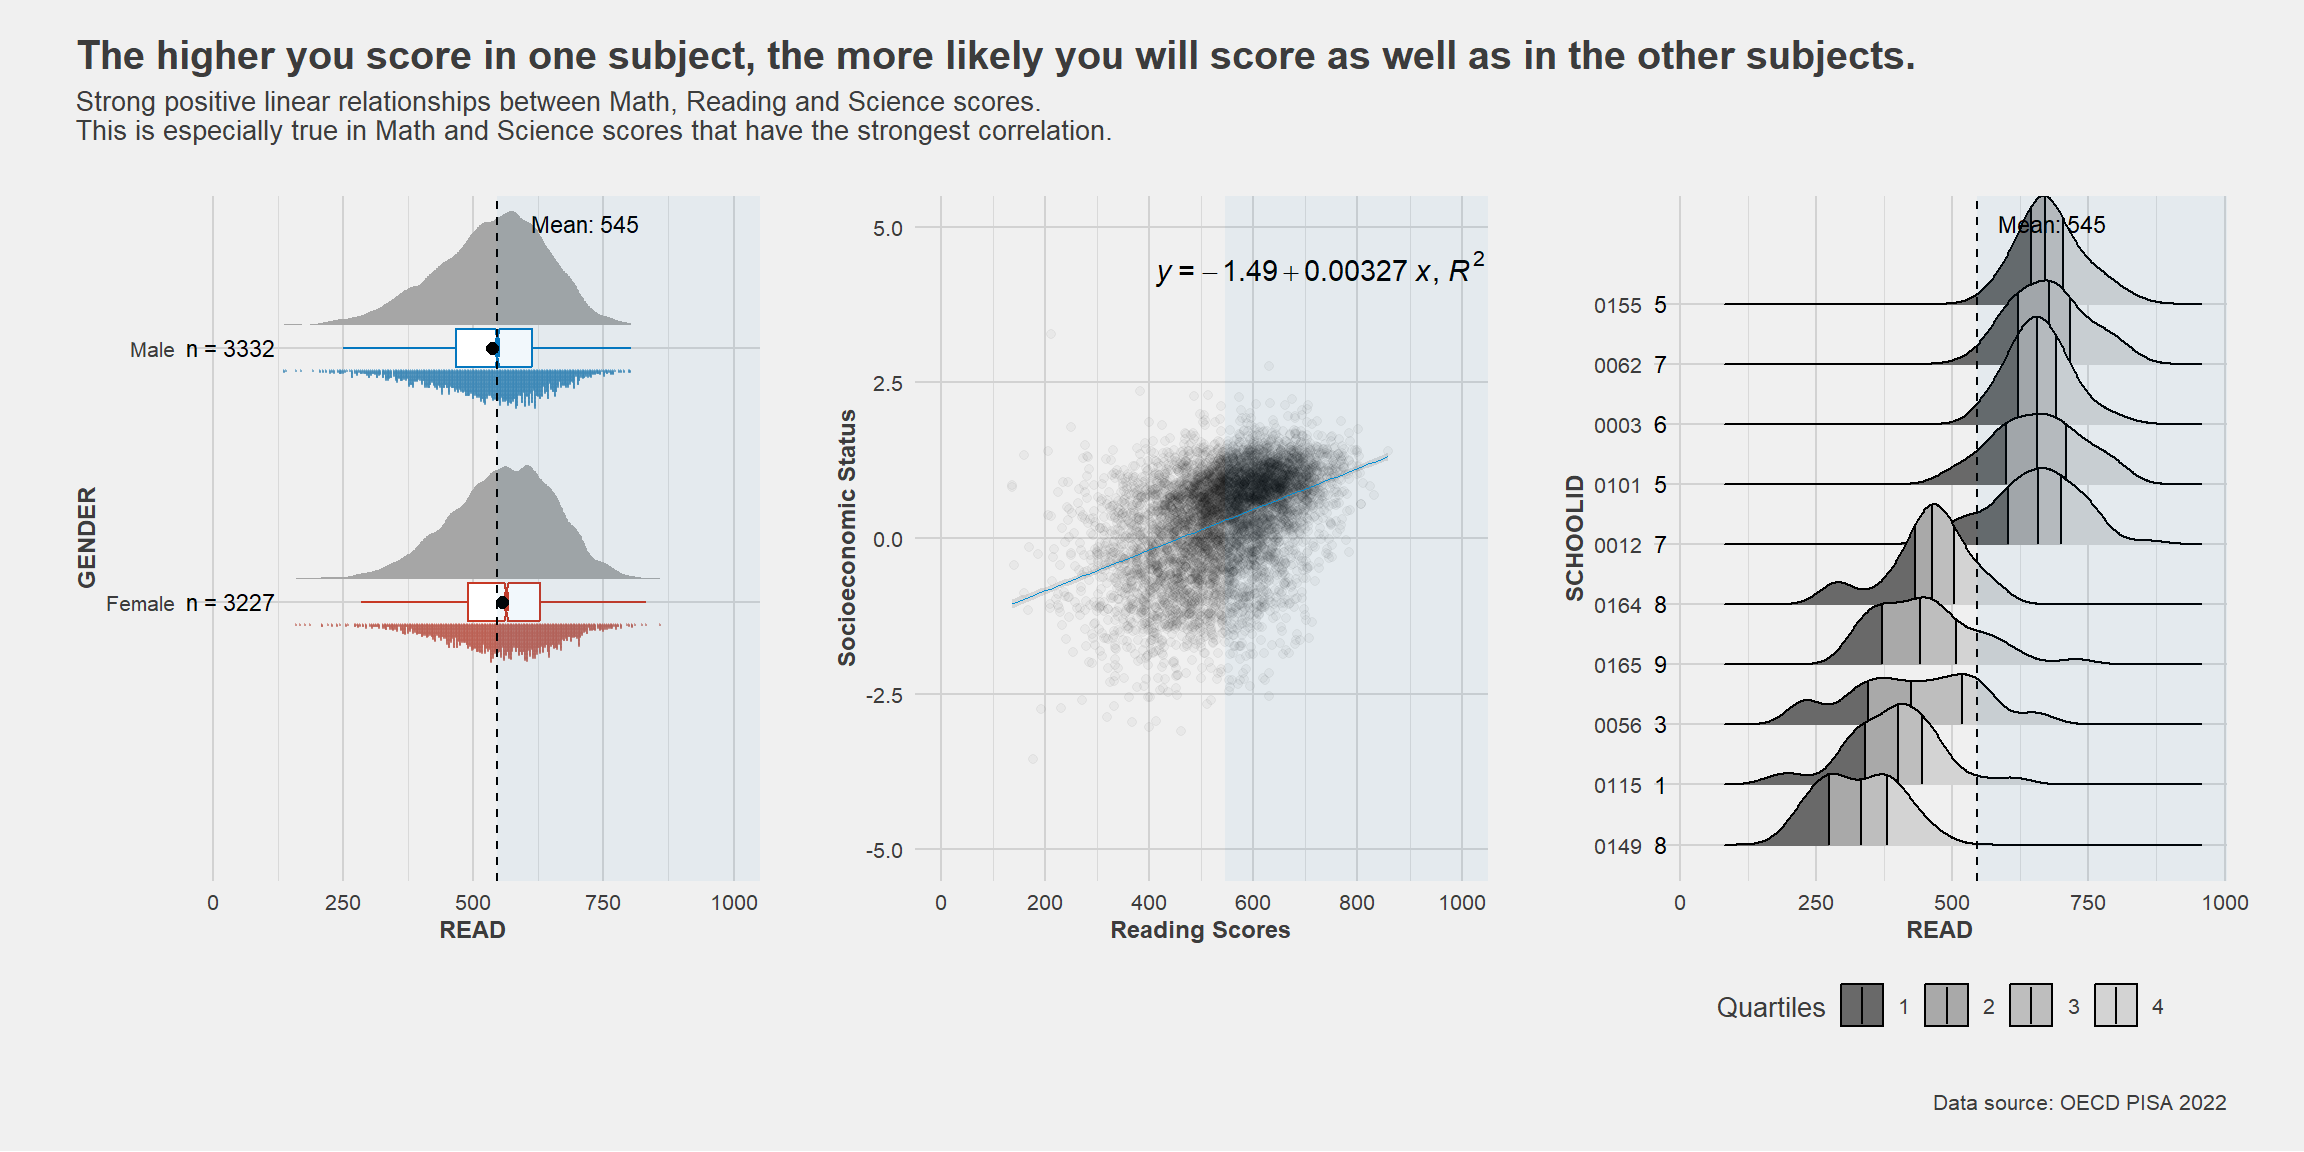 The higher you score in one subject, the more likely you will score as well as in the other subjects.
Strong positive linear relationships between Math, Reading and Science scores.
This is especially true in Math and Science scores that have the strongest correlation.
GENDER
Mean: 545
Male n = 3332
Female n = 3227
0 250 500 750 1000
READ
Socioeconomic Status
5.0
2.5
0.0
-2.5
-5.0
y = −1.49 + 0.00327 x, R²
0 200 400 600 800 1000
Reading Scores
SCHOOLID
Mean: 545
0155 5
0062 7
0003 6
0101 5
0012 7
0164 8
0165 9
0056 3
0115 1
0149 8
0 250 500 750 1000
READ
Quartiles 1 2 3 4
Data source: OECD PISA 2022